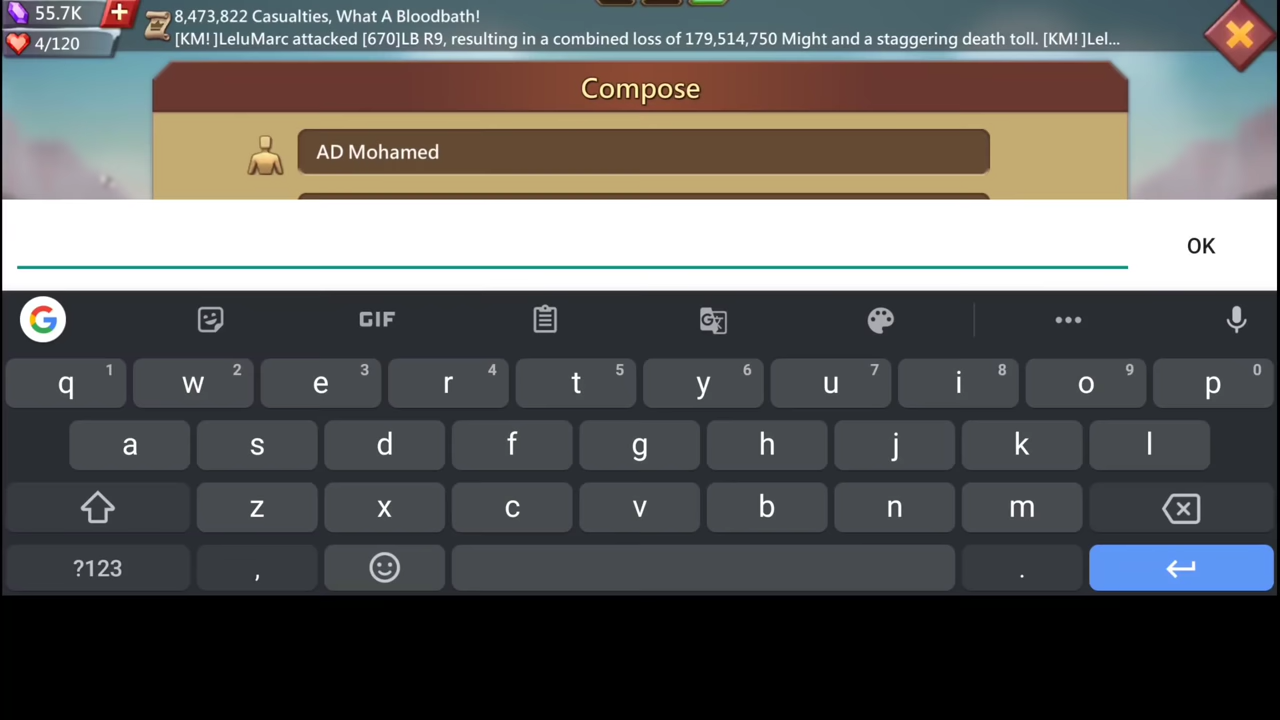 55.7K
4/120
8,473,822 Casualties, What A Bloodbath!
[KM!]LeluMarc attacked [670]LB R9, resulting in a combined loss of 179,514,750 Might and a staggering death toll. [KM!]Lel...
Compose
AD Mohamed
OK
G GIF G
q 1 w 2 e 3 r 4 t 5 y 6 u 7 i 8 o 9 p 0
a s d f g h j k l
z x c v b n m
?123 , .